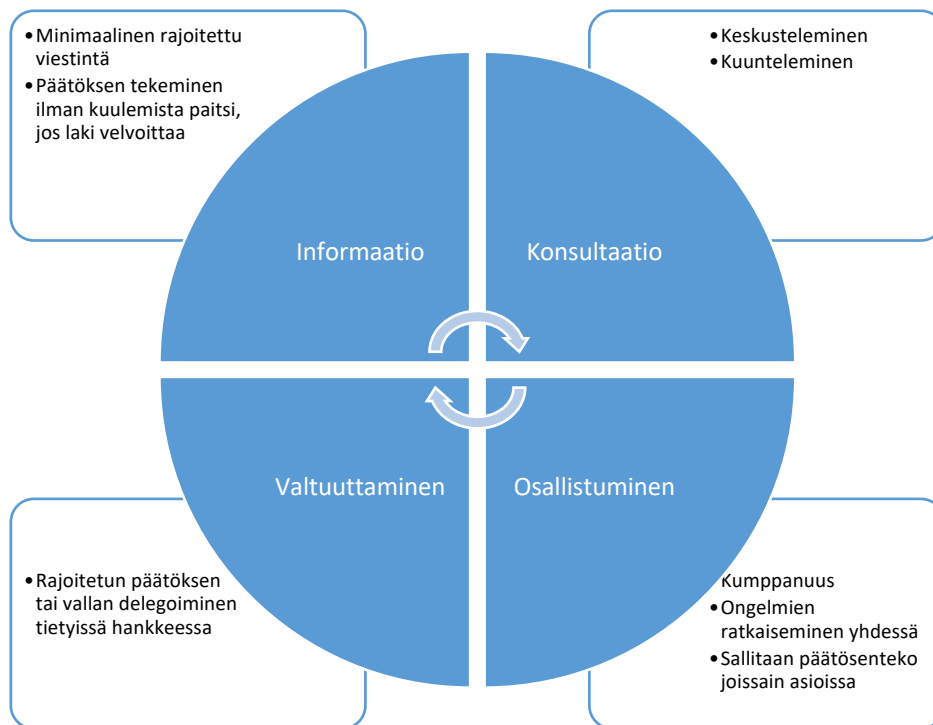 •Minimaalinen rajoitettu
viestintä
•Päätöksen tekeminen
ilman kuulemista paitsi,
jos laki velvoittaa
•Keskusteleminen
•Kuunteleminen
Informaatio
Konsultaatio
Valtuuttaminen
Osallistuminen
•Rajoitetun päätöksen
tai vallan delegoiminen
tietyissä hankkeessa
Kumppanuus
•Ongelmien
ratkaiseminen yhdessä
•Sallitaan päätösenteko
joissain asioissa